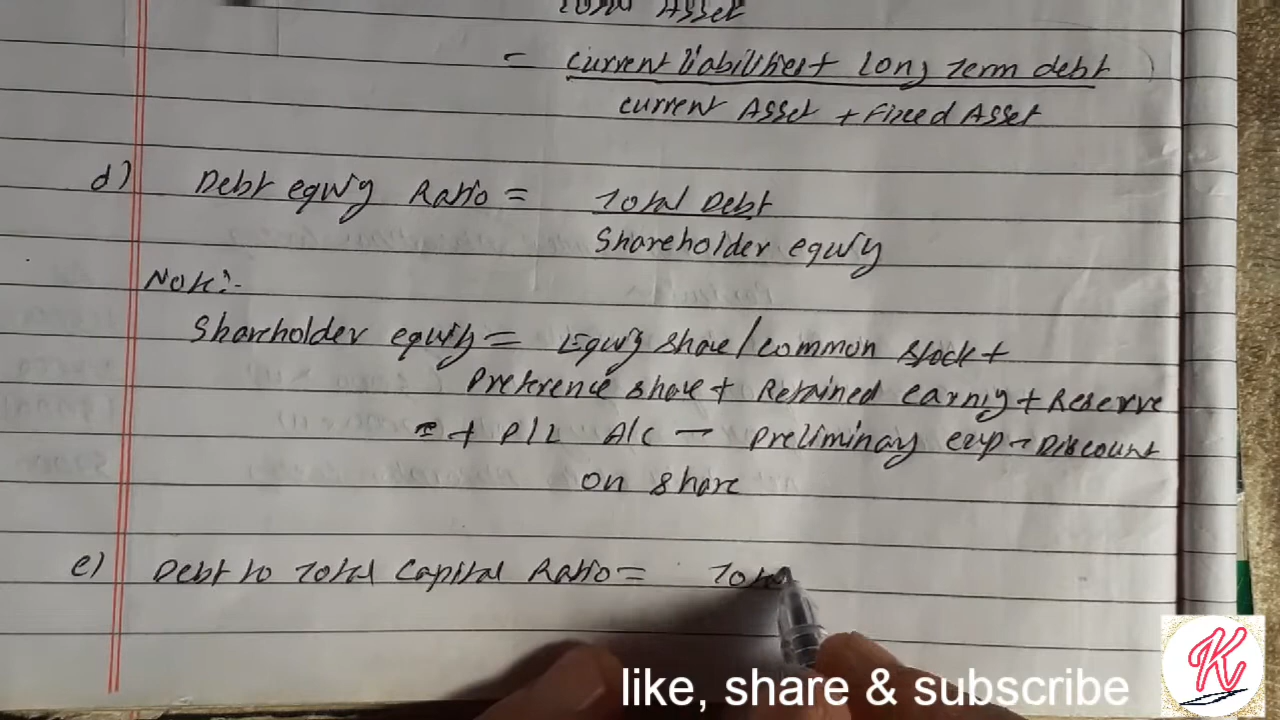 Total Asset
= current liabilities + Long Term debt
current Asset + Fixed Asset
d) Debt equity Ratio = Total Debt
Shareholder equity
Note:-
Shareholder equity = Equity share/common stock +
Preference share + Retained earning + Reserve
+ P/L A/C - Preliminary exp - Discount
on share
e) Debt to Total Capital Ratio = Total
like, share & subscribe
K